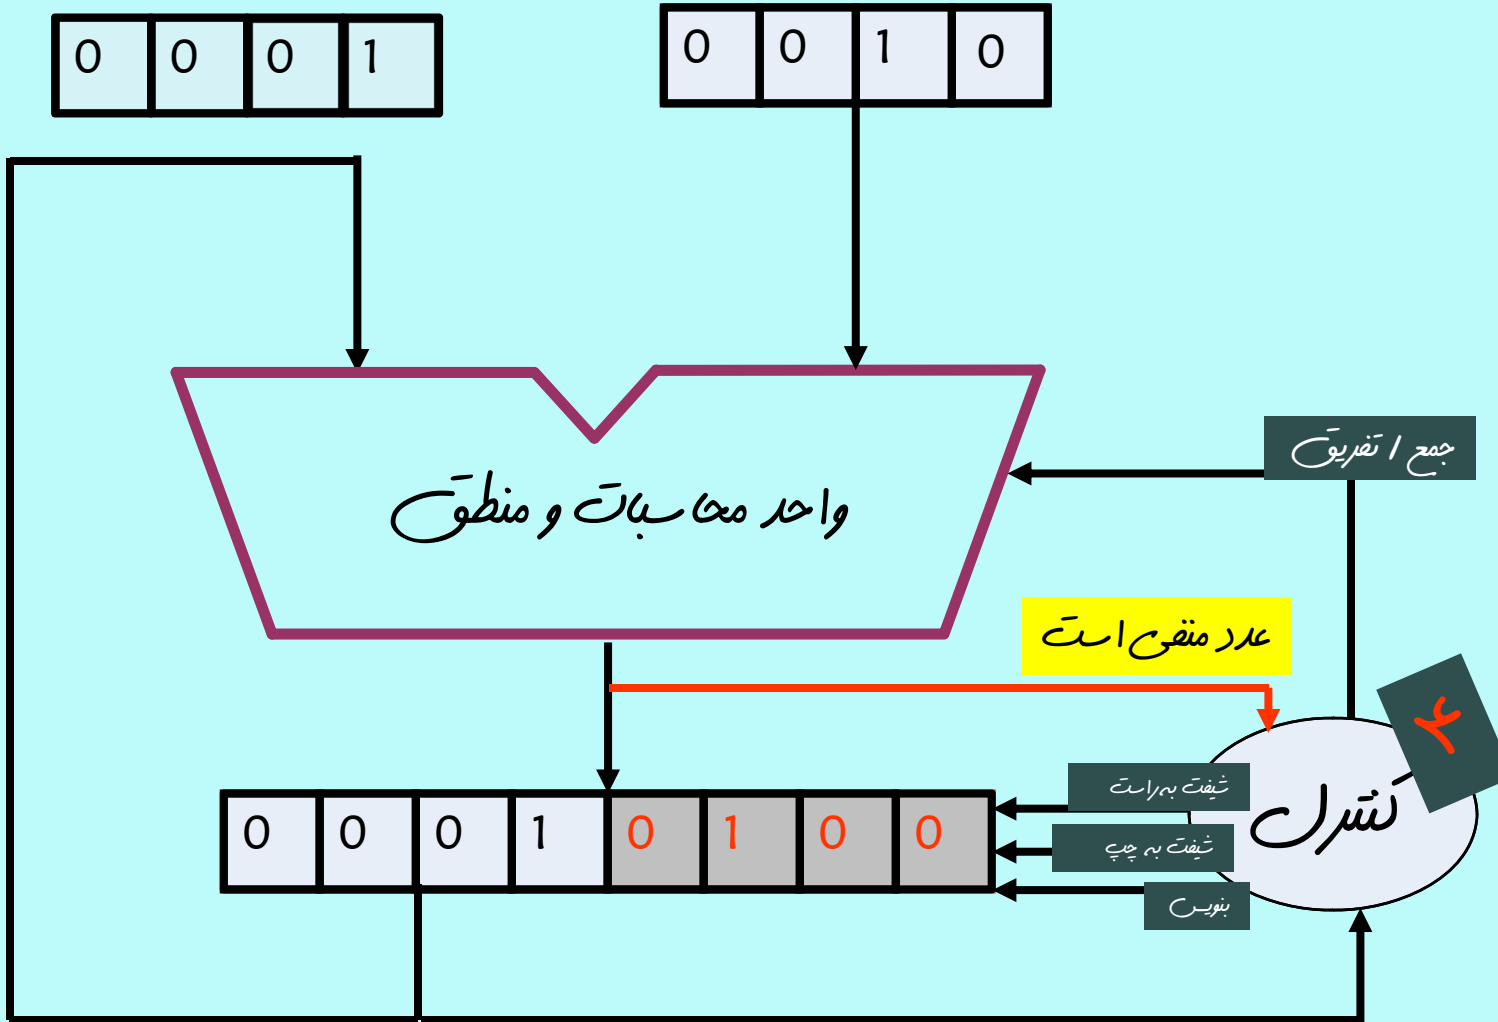 0 0 0 1
0 0 1 0
جمع / تفریق
واحد محاسبات و منطق
عدد منفی است
۴
کنترل
شیفت به راست
شیفت به چپ
بنویس
0 0 0 1 0 1 0 0